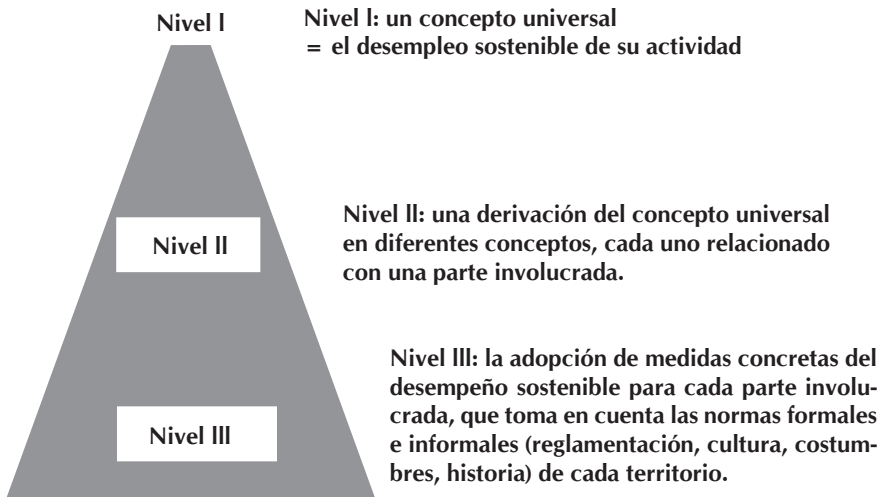 Nivel I
Nivel I: un concepto universal
= el desempleo sostenible de su actividad
Nivel II
Nivel II: una derivación del concepto universal
en diferentes conceptos, cada uno relacionado
con una parte involucrada.
Nivel III
Nivel III: la adopción de medidas concretas del
desempeño sostenible para cada parte involu-
crada, que toma en cuenta las normas formales
e informales (reglamentación, cultura, costum-
bres, historia) de cada territorio.